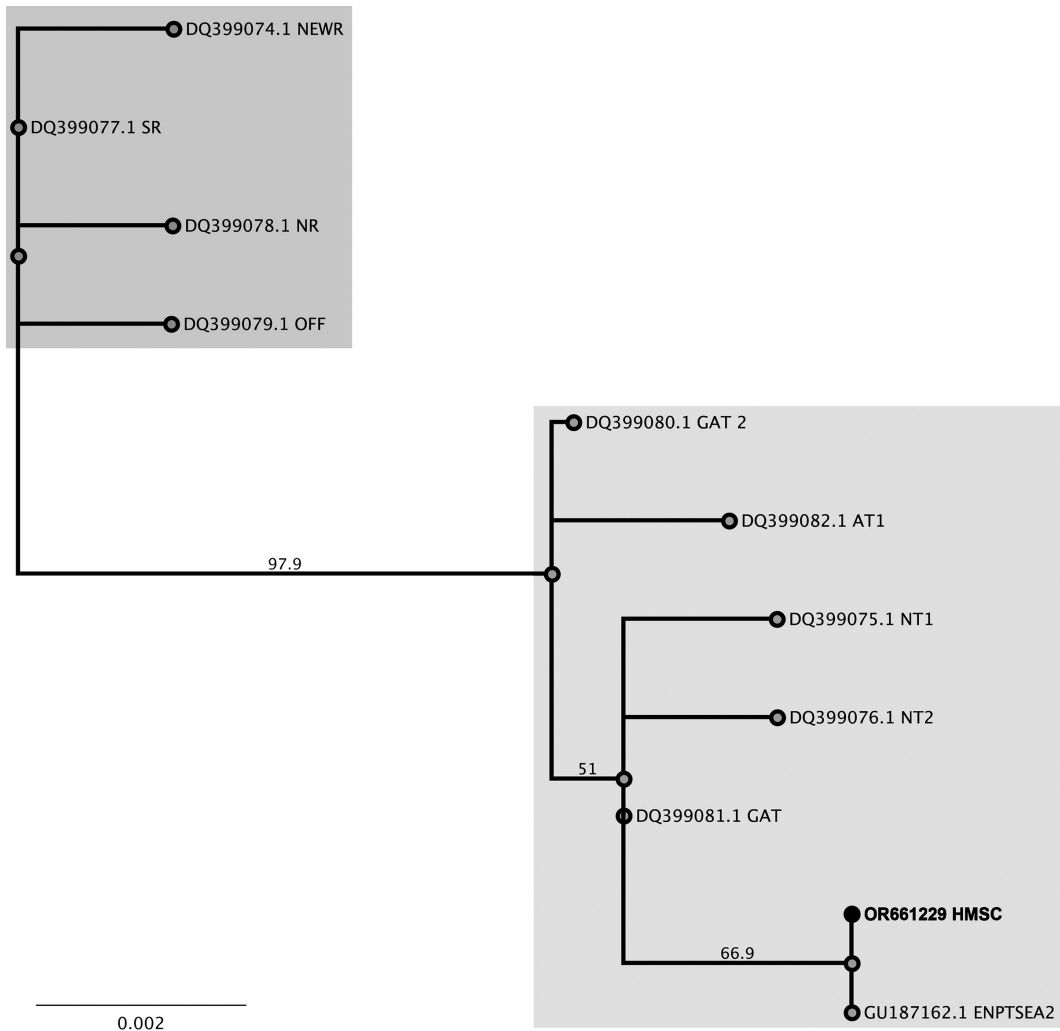 DQ399074.1 NEWR
DQ399077.1 SR
DQ399078.1 NR
DQ399079.1 OFF
DQ399080.1 GAT 2
DQ399082.1 AT1
97.9
DQ399075.1 NT1
DQ399076.1 NT2
51
DQ399081.1 GAT
OR661229 HMSC
66.9
GU187162.1 ENPTSEA2
0.002